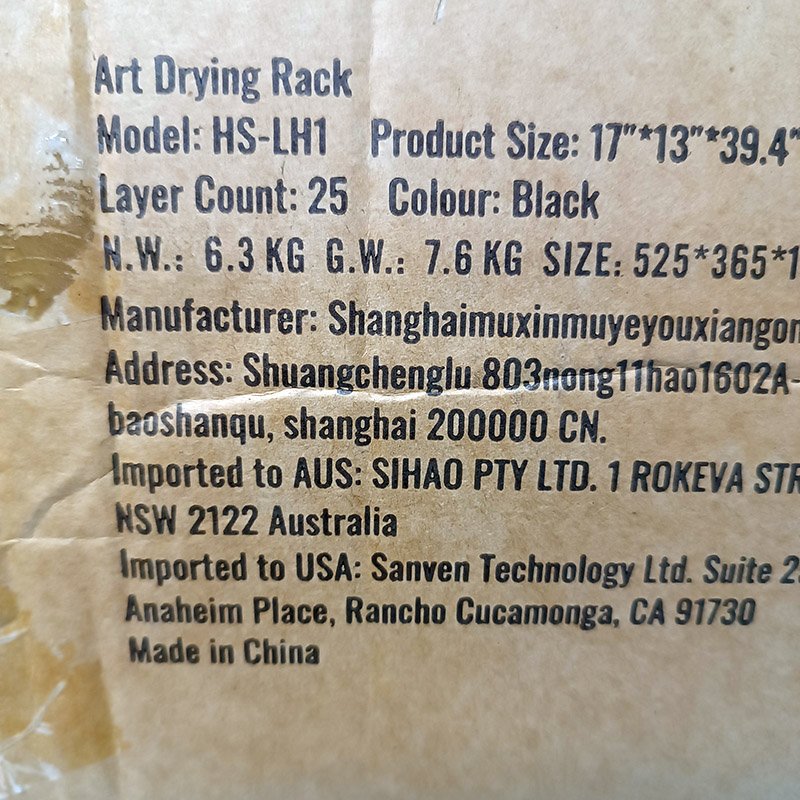 Art Drying Rack
Model: HS-LH1 Product Size: 17"*13"*39.4"
Layer Count: 25 Colour: Black
N.W.: 6.3 KG G.W.: 7.6 KG SIZE: 525*365*1
Manufacturer: Shanghaimuxinmuyeyouxiangon
Address: Shuangchenglu 803nong11hao1602A-
baoshanqu, shanghai 200000 CN.
Imported to AUS: SIHAO PTY LTD. 1 ROKEVA STR
NSW 2122 Australia
Imported to USA: Sanven Technology Ltd. Suite 2
Anaheim Place, Rancho Cucamonga, CA 91730
Made in China